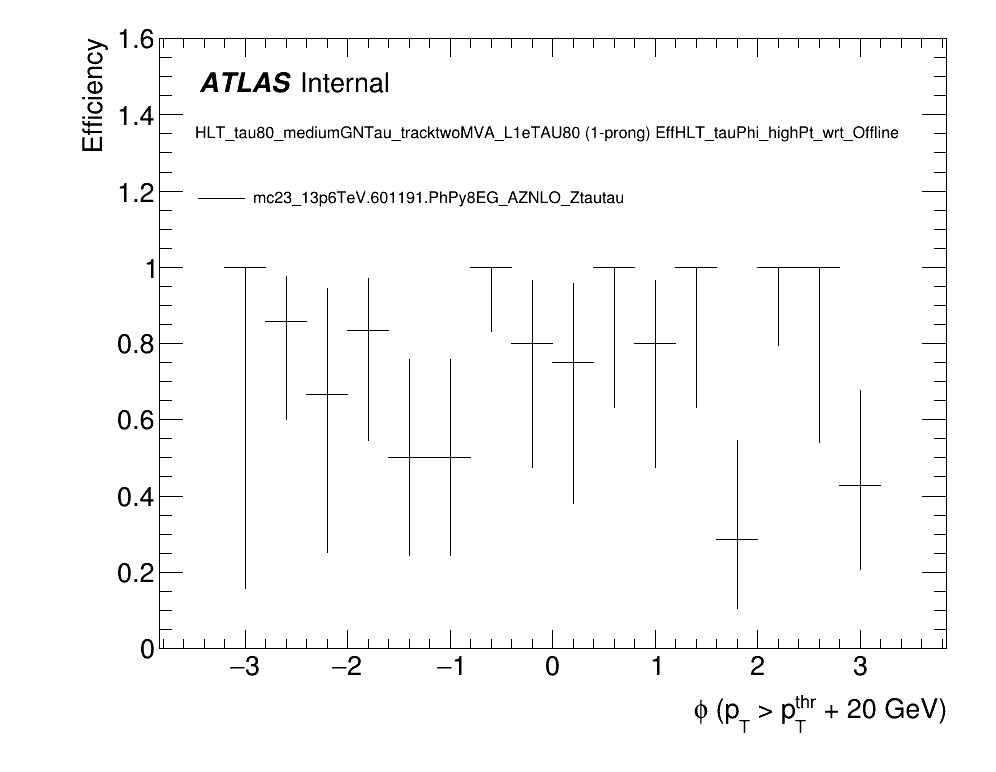 1.6
1.4
1.2
1
0.8
0.6
0.4
0.2
0
Efficiency
ATLAS Internal
HLT_tau80_mediumGNTau_tracktwoMVA_L1eTAU80 (1-prong) EffHLT_tauPhi_highPt_wrt_Offline
mc23_13p6TeV.601191.PhPy8EG_AZNLO_Ztautau
−3 −2 −1 0 1 2 3
ϕ (p_T > p_T^thr + 20 GeV)